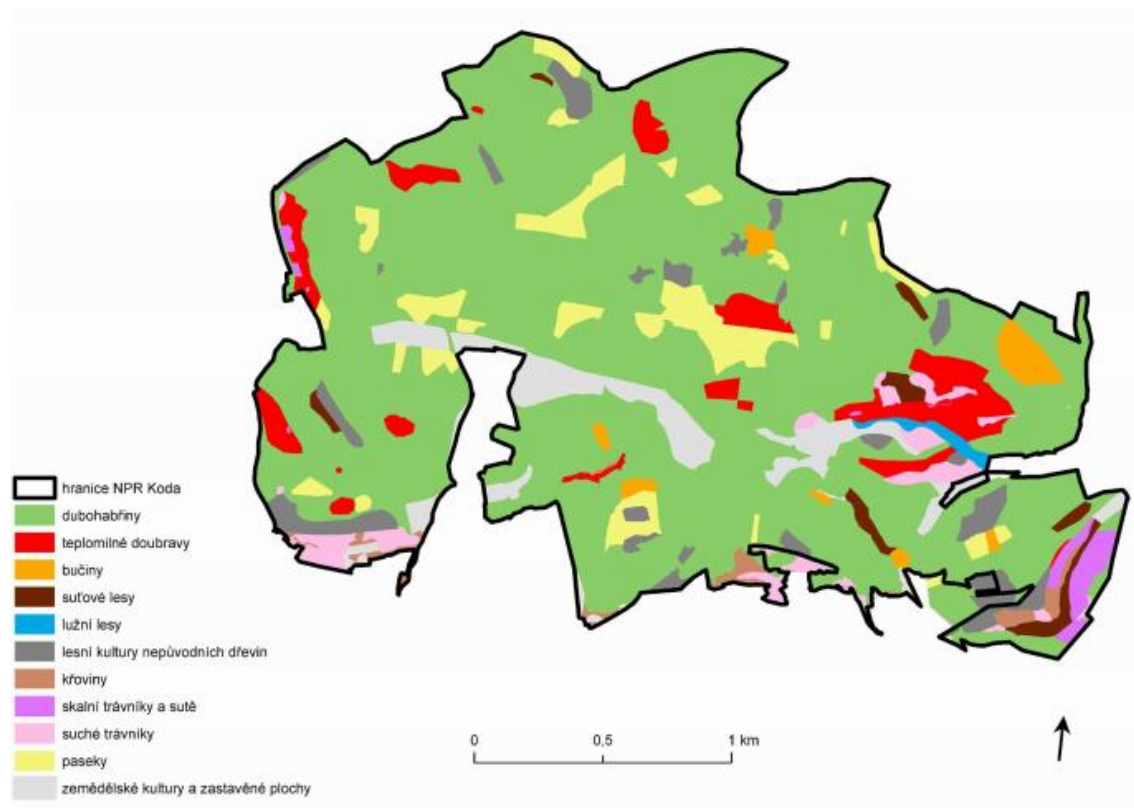 hranice NPR Koda
dubohabřiny
teplomilné doubravy
bučiny
suťové lesy
lužní lesy
lesní kultury nepůvodních dřevin
křoviny
skalní trávníky a sutě
suché trávníky
paseky
zemědělské kultury a zastavěné plochy
0 0,5 1 km